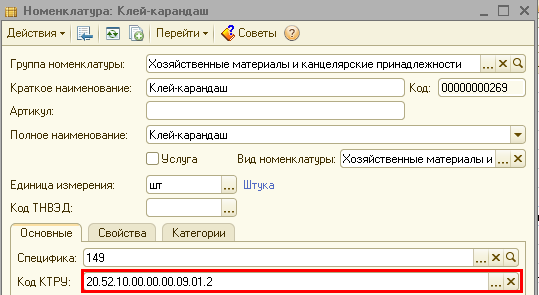 Номенклатура: Клей-карандаш
Действия Перейти Советы
Группа номенклатуры: Хозяйственные материалы и канцелярские принадлежности
Краткое наименование: Клей-карандаш Код: 00000000269
Артикул:
Полное наименование: Клей-карандаш
Услуга Вид номенклатуры: Хозяйственные материалы и
Единица измерения: шт Штука
Код ТНВЭД:
Основные Свойства Категории
Специфика: 149
Код КТРУ: 20.52.10.00.00.00.09.01.2